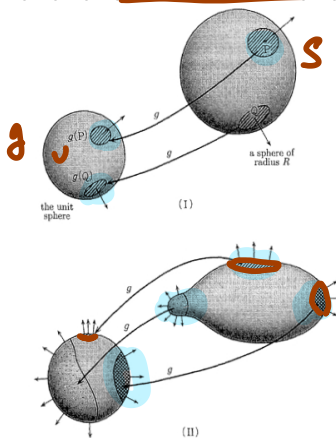 S
P
g
g
g(P)
Q
g
g(Q)
a sphere of
radius R
the unit
sphere
(I)
g
g
g
(II)